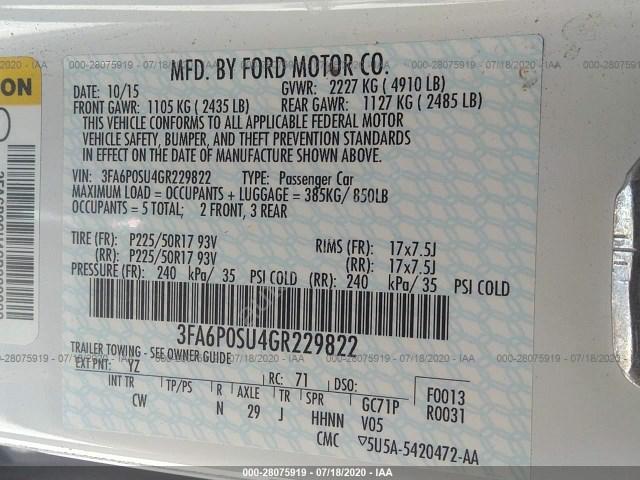 000-28075919 - 07/18/2020 - IAA
MFD. BY FORD MOTOR CO.
DATE: 10/15 GVWR: 2227 KG ( 4910 LB)
FRONT GAWR: 1105 KG ( 2435 LB) REAR GAWR: 1127 KG ( 2485 LB)
THIS VEHICLE CONFORMS TO ALL APPLICABLE FEDERAL MOTOR
VEHICLE SAFETY, BUMPER, AND THEFT PREVENTION STANDARDS
IN EFFECT ON THE DATE OF MANUFACTURE SHOWN ABOVE.
VIN: 3FA6P0SU4GR229822 TYPE: Passenger Car
MAXIMUM LOAD = OCCUPANTS + LUGGAGE = 385KG/ 850LB
OCCUPANTS = 5 TOTAL; 2 FRONT, 3 REAR
TIRE (FR): P225/50R17 93V RIMS (FR): 17x7.5J
(RR): P225/50R17 93V (RR): 17x7.5J
PRESSURE (FR): 240 kPa/ 35 PSI COLD (RR): 240 kPa/ 35 PSI COLD
3FA6P0SU4GR229822
TRAILER TOWING - SEE OWNER GUIDE
EXT PNT: YZ RC: 71 DSO: F0013
INT TR TP/PS R AXLE TR SPR GC71P R0031
CW N 29 J HHNN V05
CMC ▽5U5A-5420472-AA
ON
000-28075919 - 07/18/2020 - IAA